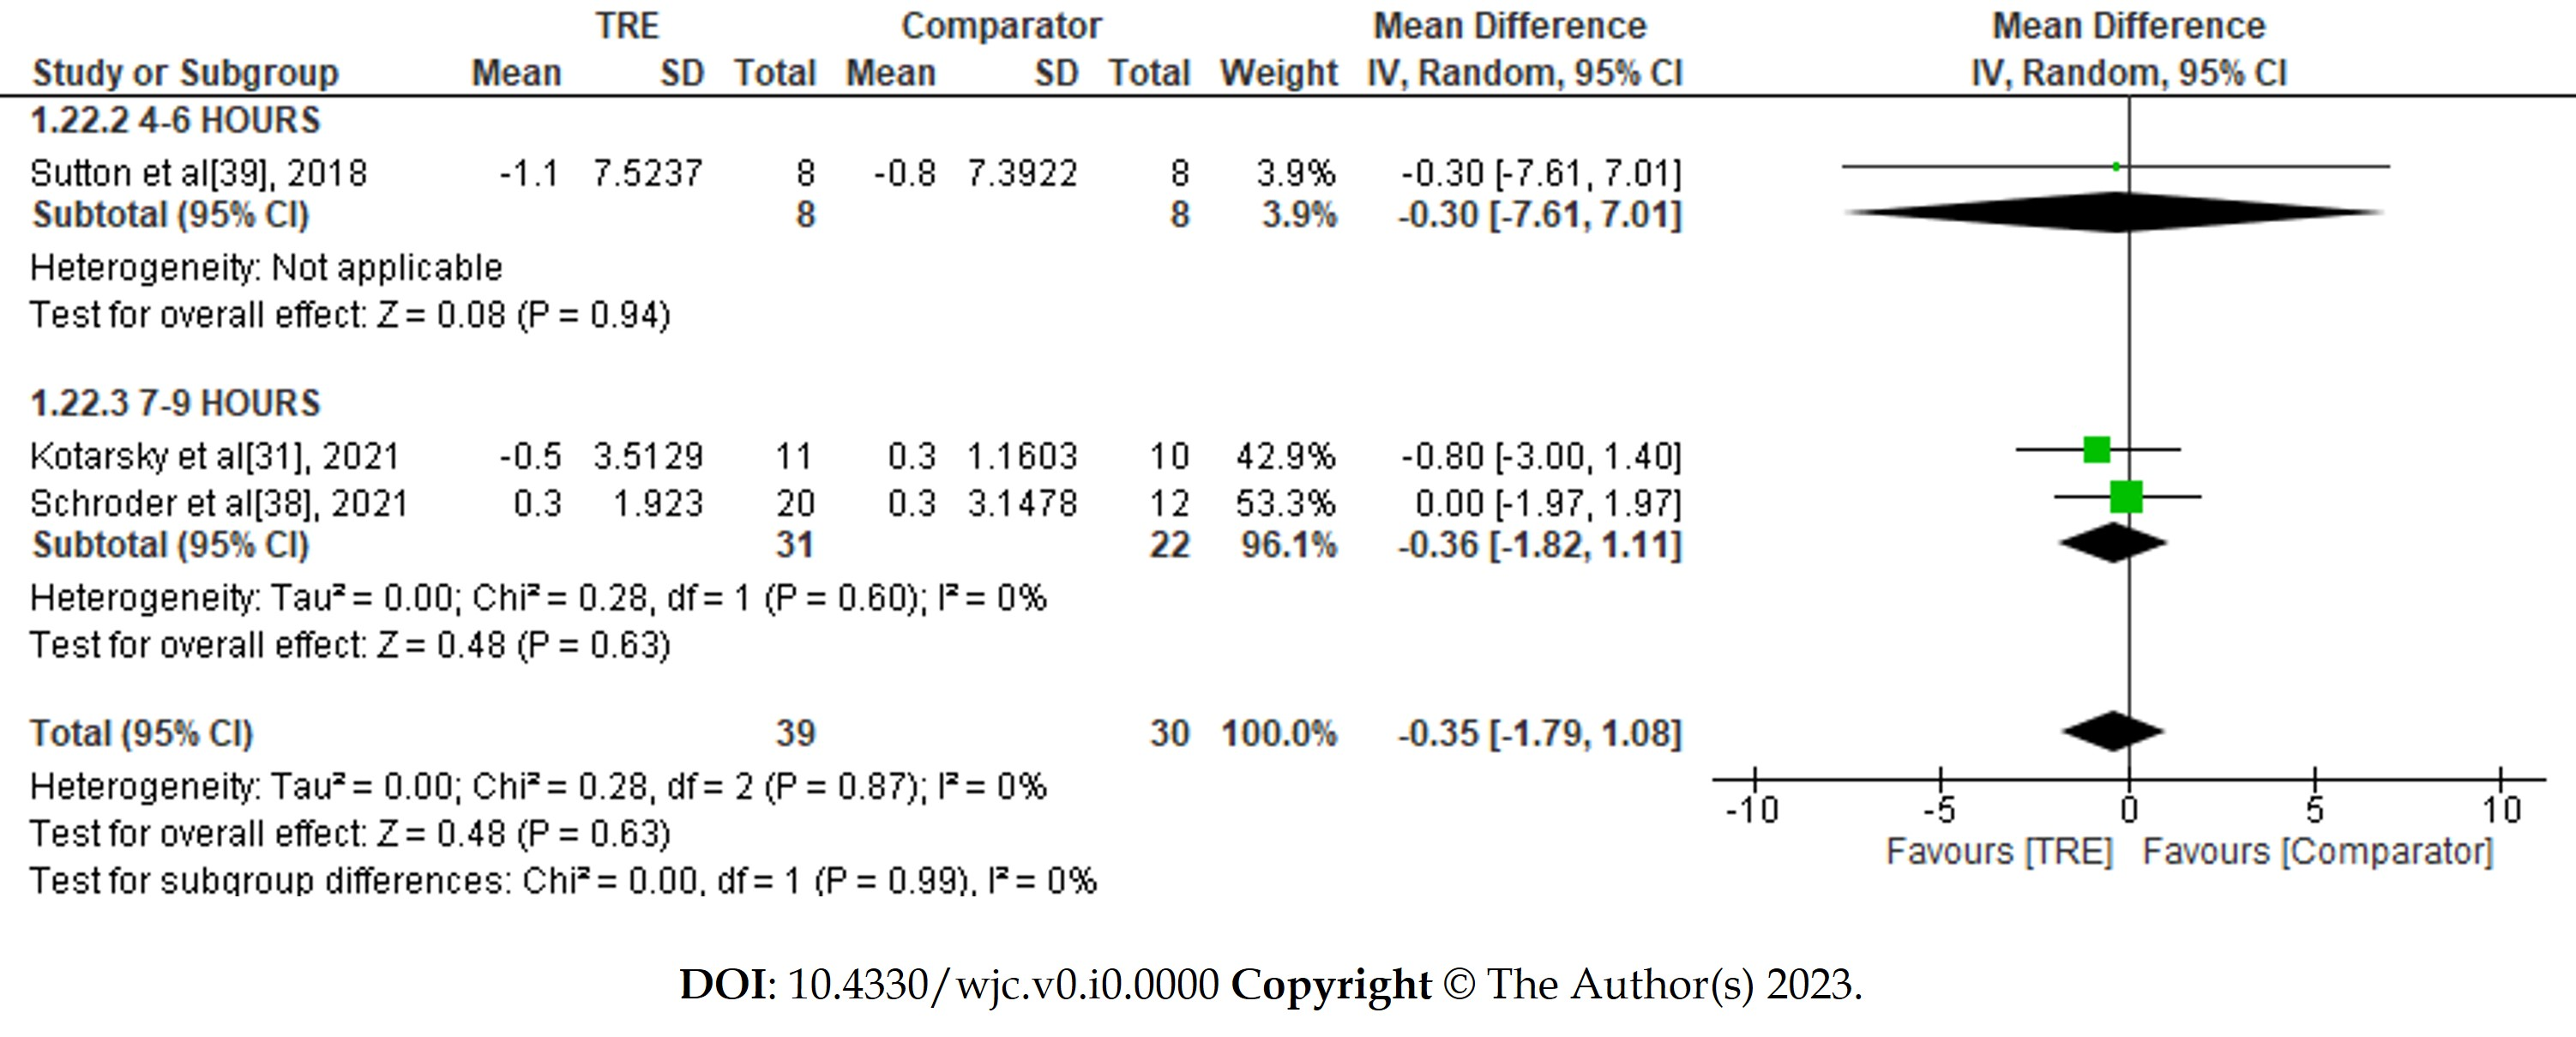 TRE Comparator Mean Difference Mean Difference
Study or Subgroup Mean SD Total Mean SD Total Weight IV, Random, 95% CI IV, Random, 95% CI
1.22.2 4-6 HOURS
Sutton et al[39], 2018 -1.1 7.5237 8 -0.8 7.3922 8 3.9% -0.30 [-7.61, 7.01]
Subtotal (95% CI) 8 8 3.9% -0.30 [-7.61, 7.01]
Heterogeneity: Not applicable
Test for overall effect: Z = 0.08 (P = 0.94)
1.22.3 7-9 HOURS
Kotarsky et al[31], 2021 -0.5 3.5129 11 0.3 1.1603 10 42.9% -0.80 [-3.00, 1.40]
Schroder et al[38], 2021 0.3 1.923 20 0.3 3.1478 12 53.3% 0.00 [-1.97, 1.97]
Subtotal (95% CI) 31 22 96.1% -0.36 [-1.82, 1.11]
Heterogeneity: Tau² = 0.00; Chi² = 0.28, df = 1 (P = 0.60); I² = 0%
Test for overall effect: Z = 0.48 (P = 0.63)
Total (95% CI) 39 30 100.0% -0.35 [-1.79, 1.08]
Heterogeneity: Tau² = 0.00; Chi² = 0.28, df = 2 (P = 0.87); I² = 0%
Test for overall effect: Z = 0.48 (P = 0.63)
Test for subgroup differences: Chi² = 0.00, df = 1 (P = 0.99), I² = 0%
-10 -5 0 5 10
Favours [TRE] Favours [Comparator]
DOI: 10.4330/wjc.v0.i0.0000 Copyright © The Author(s) 2023.